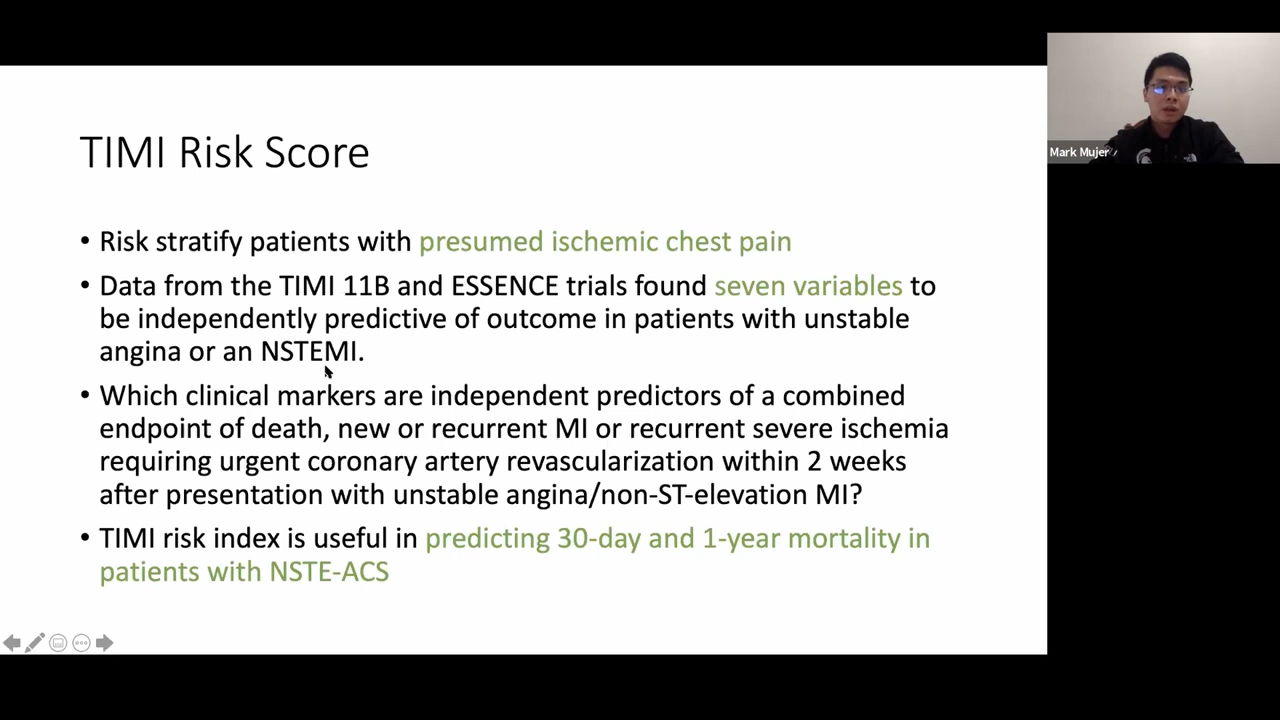 TIMI Risk Score
• Risk stratify patients with presumed ischemic chest pain
• Data from the TIMI 11B and ESSENCE trials found seven variables to
be independently predictive of outcome in patients with unstable
angina or an NSTEMI.
• Which clinical markers are independent predictors of a combined
endpoint of death, new or recurrent MI or recurrent severe ischemia
requiring urgent coronary artery revascularization within 2 weeks
after presentation with unstable angina/non-ST-elevation MI?
• TIMI risk index is useful in predicting 30-day and 1-year mortality in
patients with NSTE-ACS
Mark Mujer